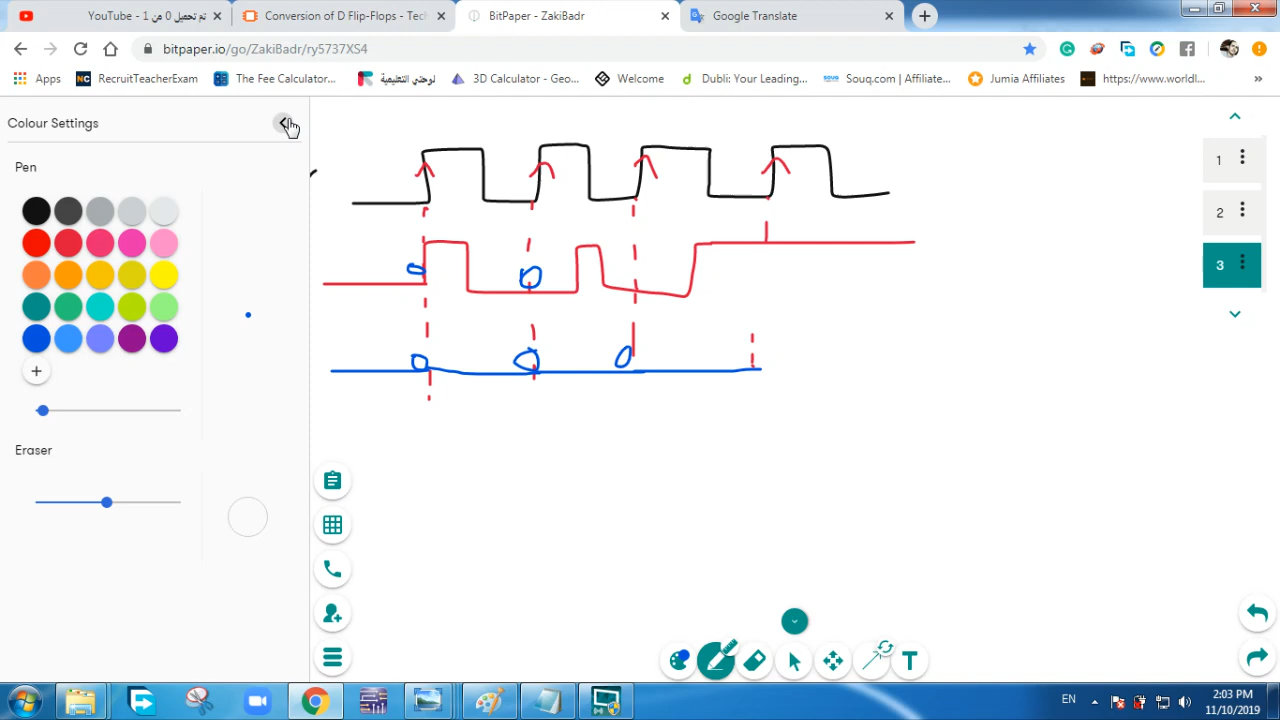 YouTube - تم تحميل 0 من 1
Conversion of D Flip-Flops - Tech
BitPaper - ZakiBadr
Google Translate
bitpaper.io/go/ZakiBadr/ry5737XS4
Apps
NC RecruitTeacherExam
The Fee Calculator...
لوحتي التقليمية
3D Calculator - Geo...
Welcome
Dubli: Your Leading...
Souq.com | Affiliate...
Jumia Affiliates
https://www.worldl...
»
Colour Settings
Pen
Eraser
1
2
3
0
0
0
0
0
T
EN
2:03 PM
11/10/2019